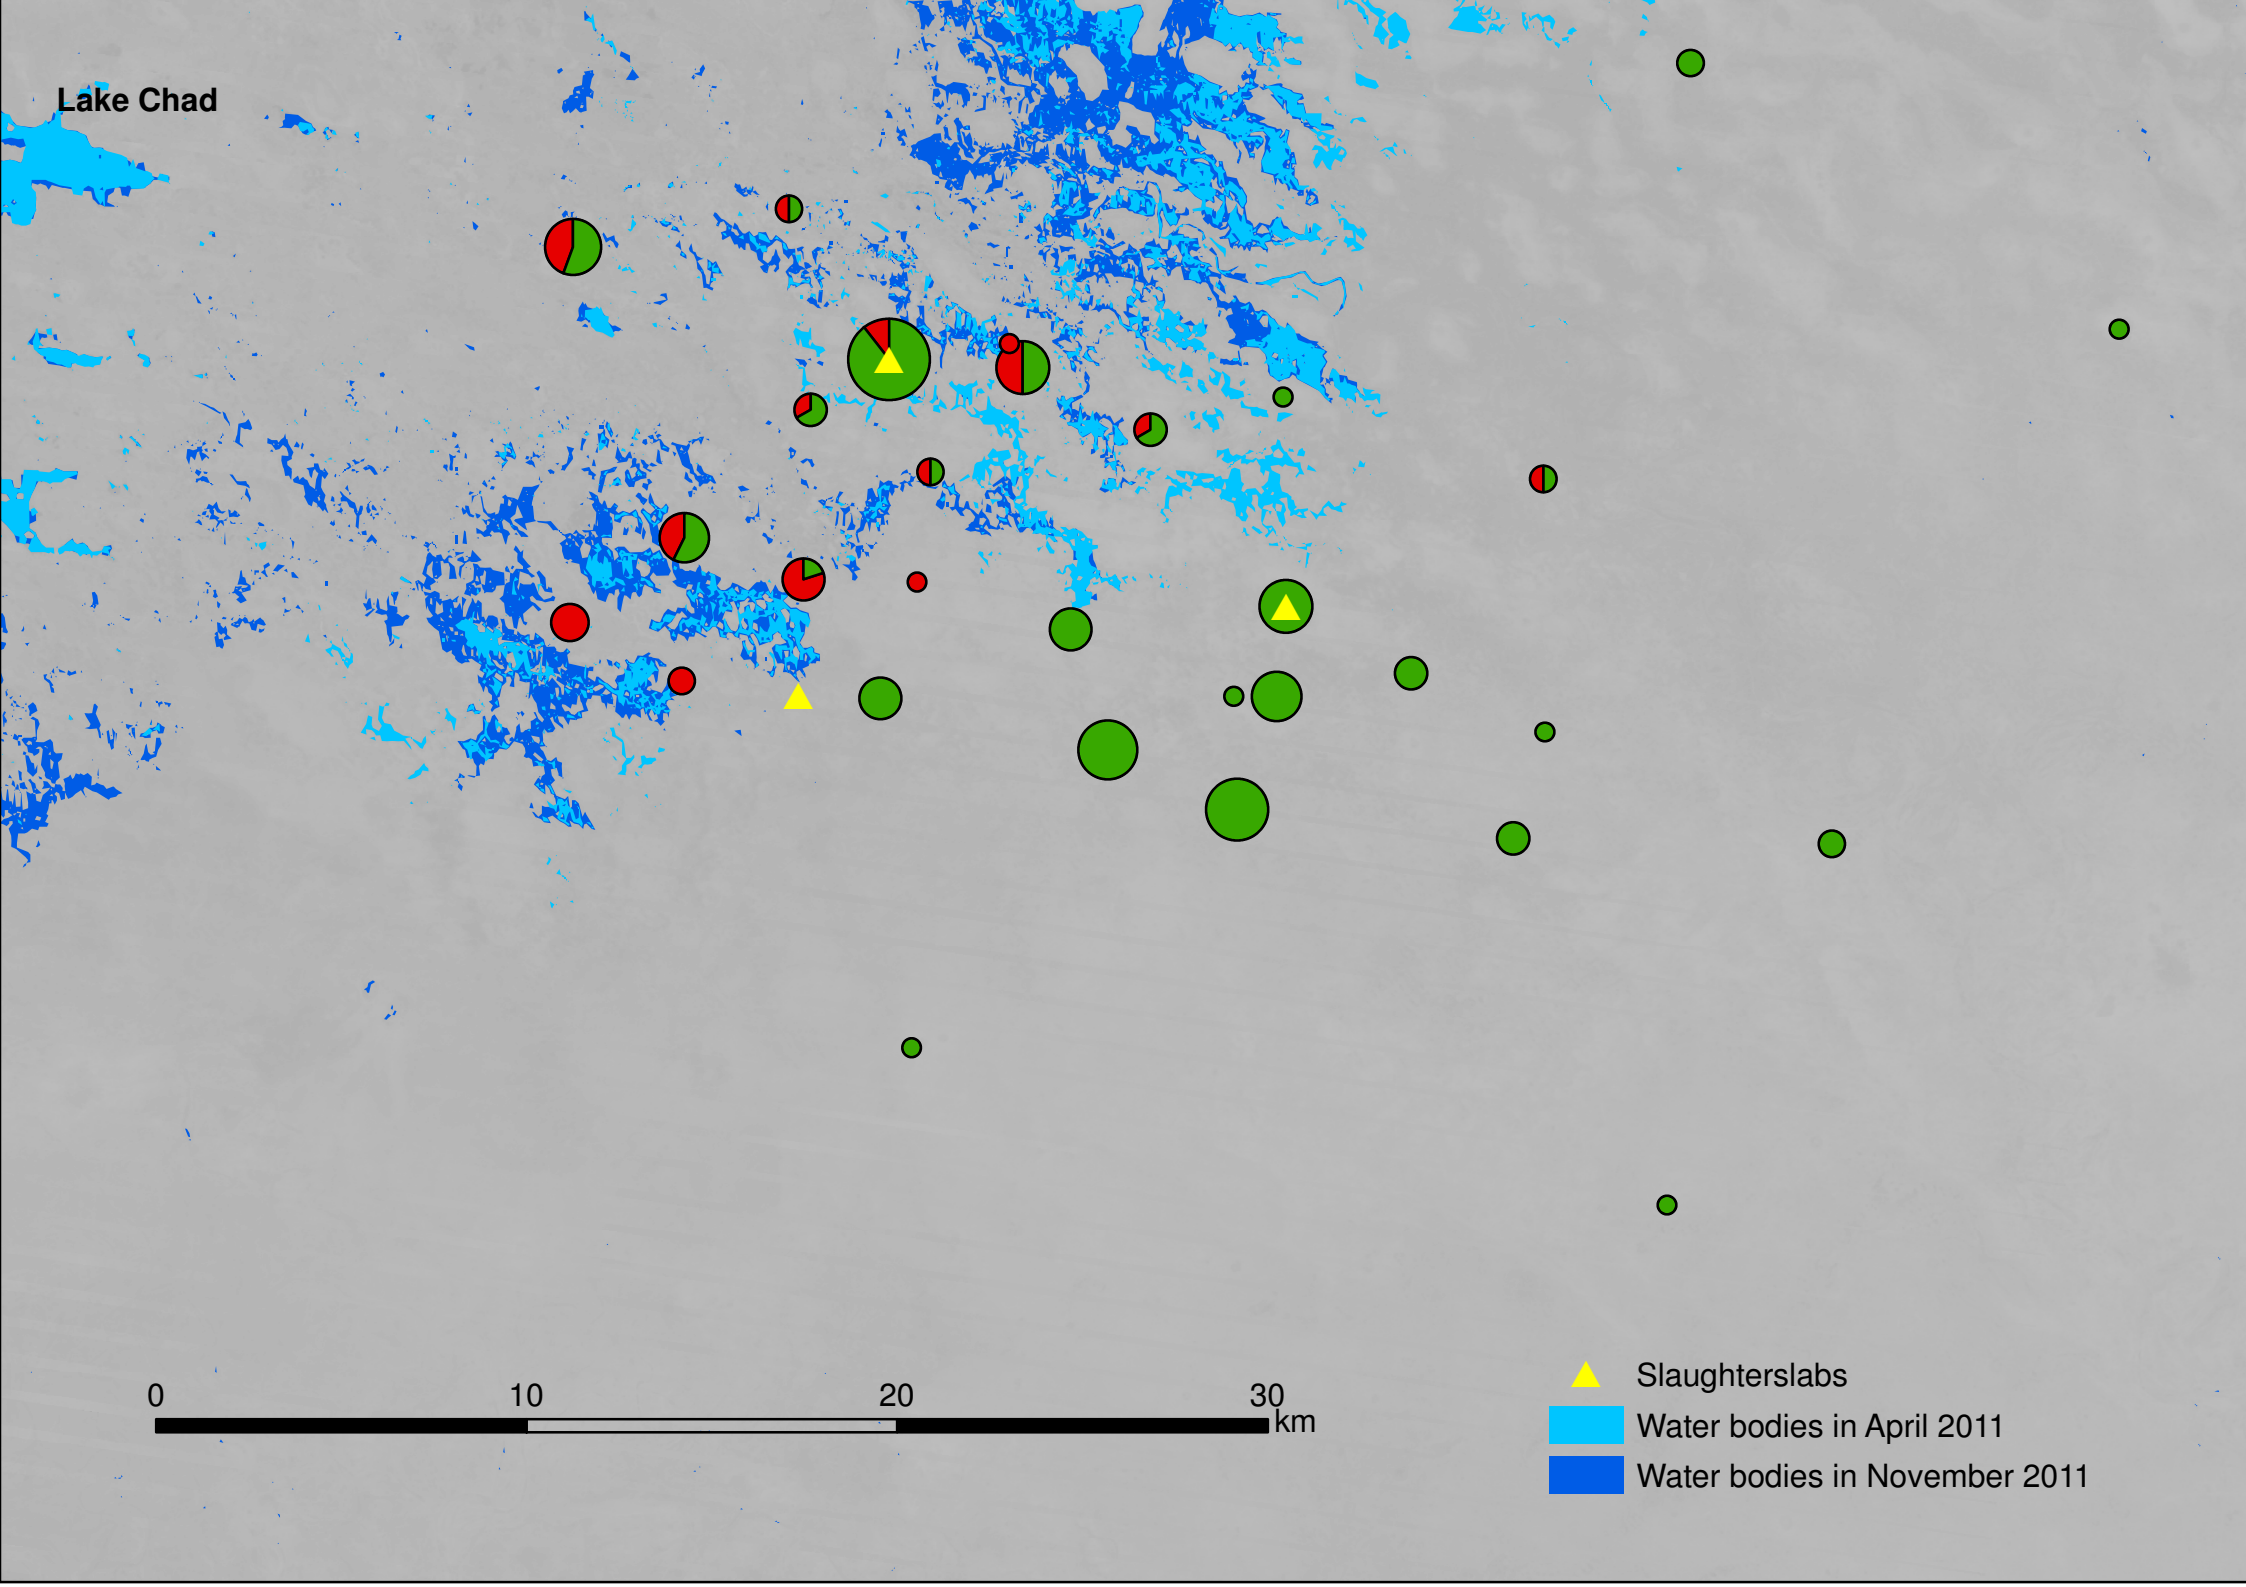 Lake Chad
0 10 20 30
km
Slaughterslabs
Water bodies in April 2011
Water bodies in November 2011